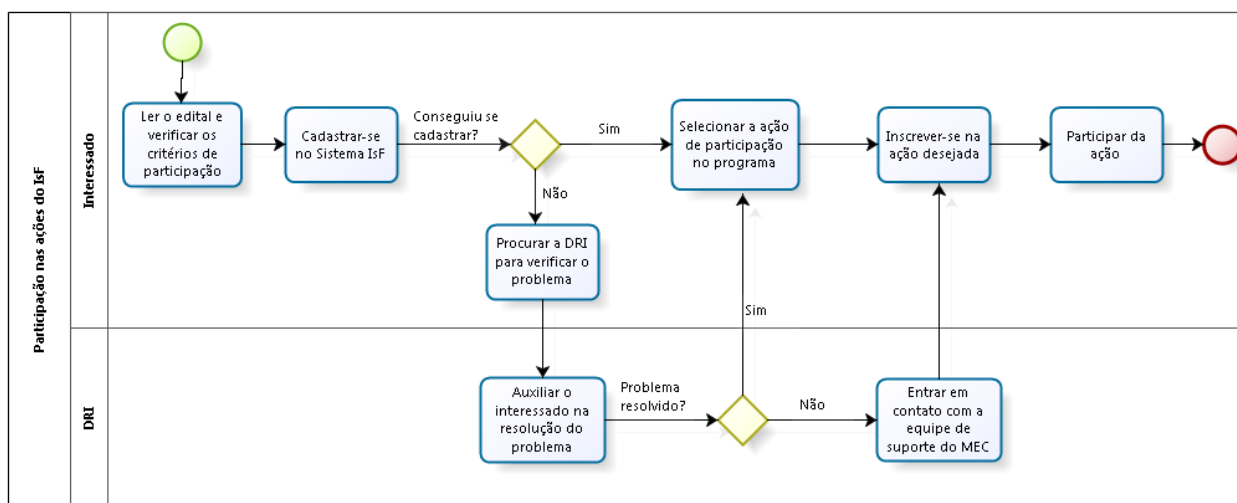 Participação nas ações do IsF
Interessado
Ler o edital e
verificar os
critérios de
participação
Cadastrar-se
no Sistema IsF
Conseguiu se
cadastrar?
Sim
Não
Selecionar a ação
de participação
no programa
Inscrever-se na
ação desejada
Participar da
ação
Procurar a DRI
para verificar o
problema
DRI
Auxiliar o
interessado na
resolução do
problema
Problema
resolvido?
Sim
Não
Entrar em
contato com a
equipe de
suporte do MEC